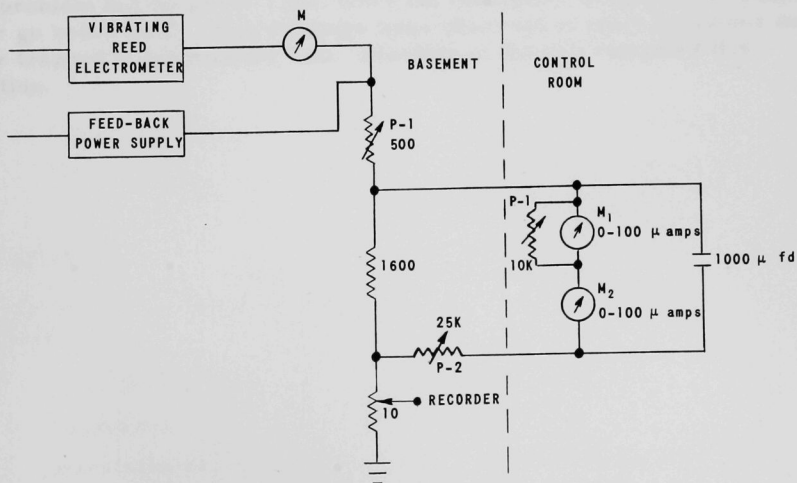 VIBRATING
REED
ELECTROMETER
M
BASEMENT
CONTROL
ROOM
FEED-BACK
POWER SUPPLY
P-1
500
P-1
10K
M1
0-100 μ amps
1000 μ fd
1600
M2
0-100 μ amps
25K
P-2
10
RECORDER